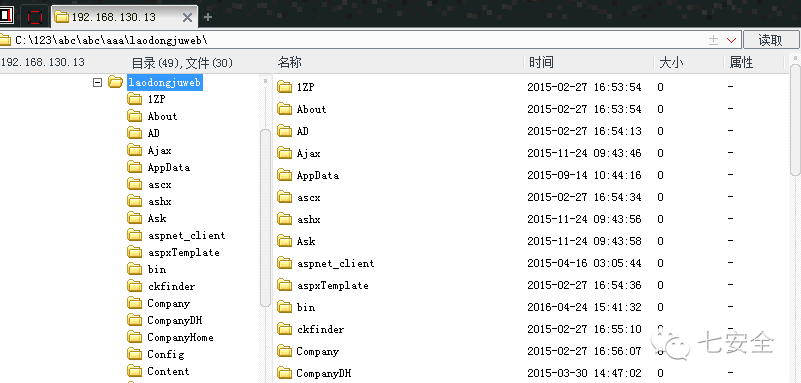 192.168.130.13
C:\123\abc\abc\aaa\laodongjuweb\ 读取
192.168.130.13 目录(49),文件(30) 名称 时间 大小 属性
laodongjuweb
1ZP
About
AD
Ajax
AppData
ascx
ashx
Ask
aspnet_client
aspxTemplate
bin
ckfinder
Company
CompanyDH
CompanyHome
Config
Content
1ZP 2015-02-27 16:53:54 0 -
About 2015-02-27 16:53:54 0 -
AD 2015-02-27 16:54:13 0 -
Ajax 2015-11-24 09:43:46 0 -
AppData 2015-09-14 10:44:16 0 -
ascx 2015-02-27 16:54:34 0 -
ashx 2015-11-24 09:43:56 0 -
Ask 2015-11-24 09:43:58 0 -
aspnet_client 2015-04-16 03:05:44 0 -
aspxTemplate 2015-02-27 16:54:36 0 -
bin 2016-04-24 15:41:32 0 -
ckfinder 2015-02-27 16:55:10 0 -
Company 2015-02-27 16:56:07 0 -
CompanyDH 2015-03-30 14:47:02 0 -
七安全